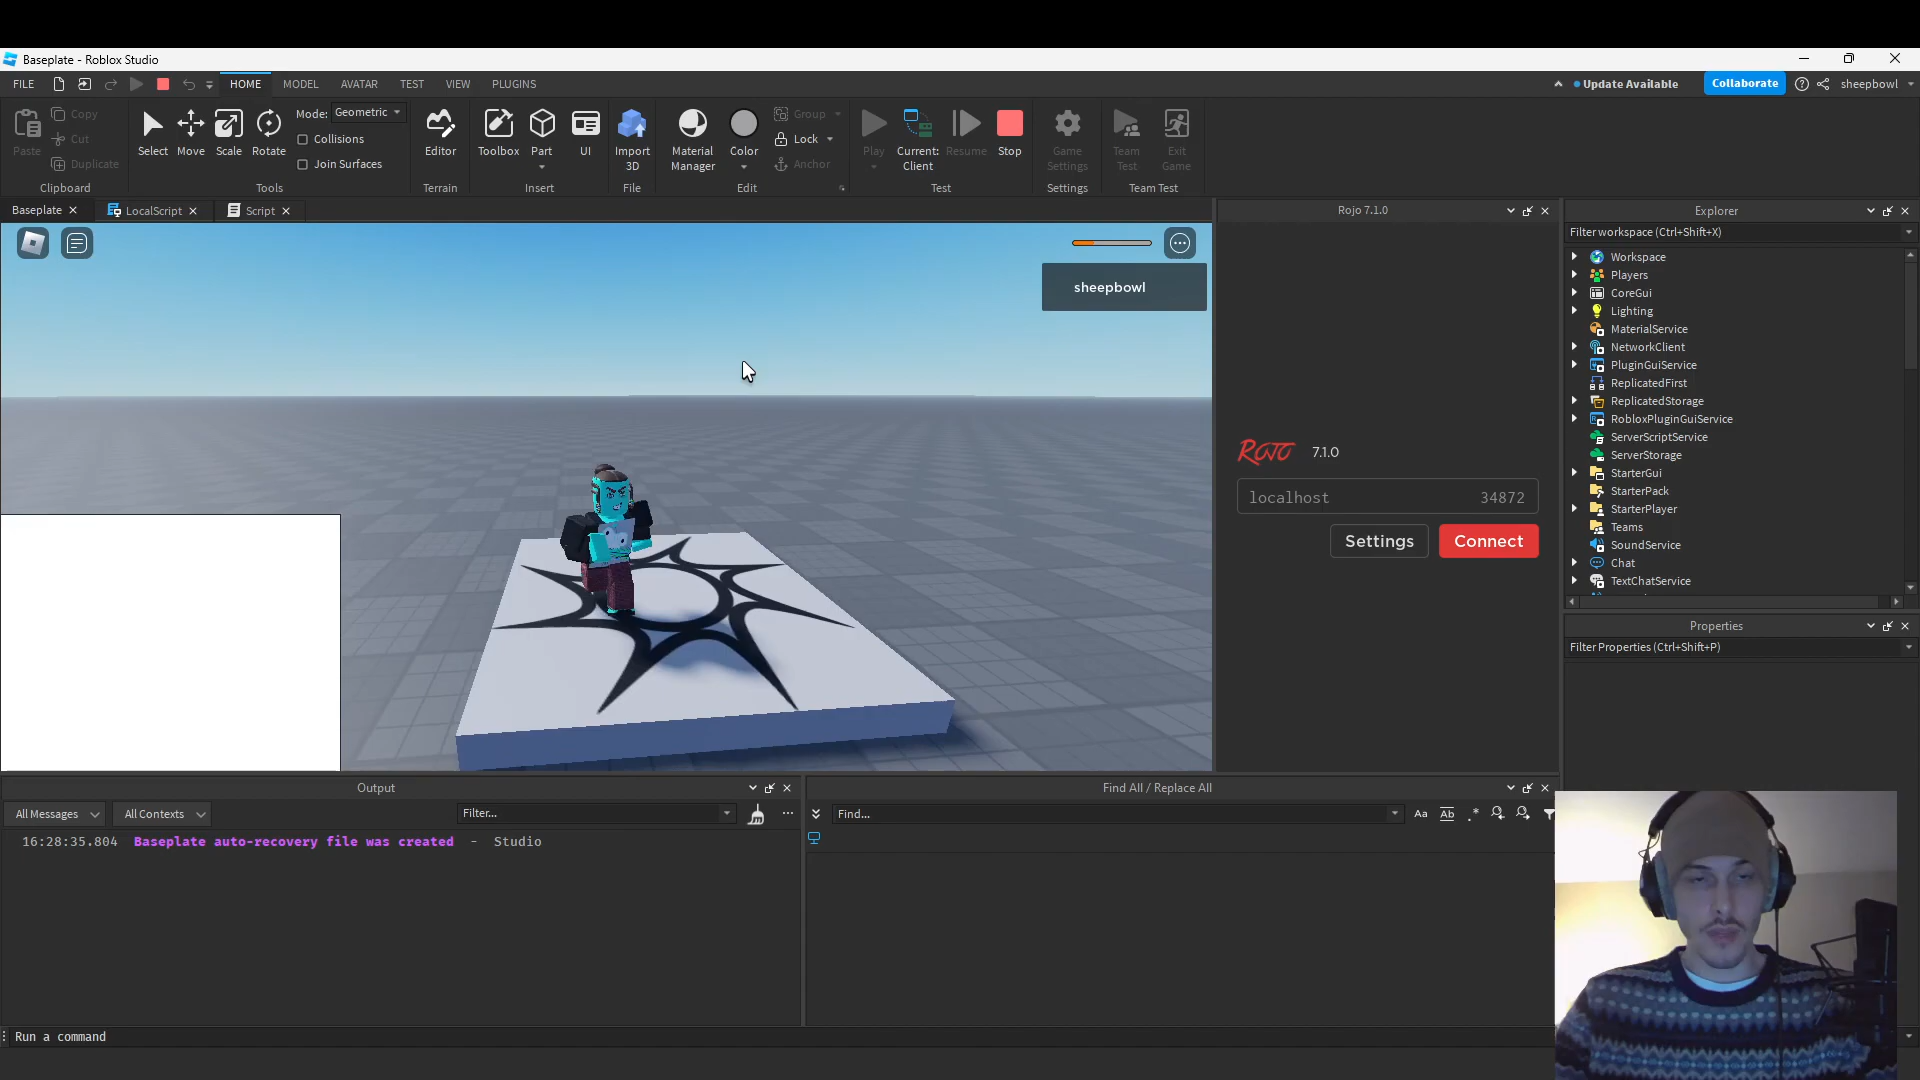 Baseplate - Roblox Studio
FILE HOME MODEL AVATAR TEST VIEW PLUGINS Update Available Collaborate sheepbowl
Paste Copy Cut Duplicate
Clipboard
Select Move Scale Rotate
Mode: Geometric
Collisions
Join Surfaces
Tools
Editor
Terrain
Toolbox Part UI
Insert
Import 3D
File
Material Manager Color
Group
Lock
Anchor
Edit
Play Current: Client Resume Stop
Test
Game Settings
Settings
Team Test Exit Game
Team Test
Baseplate LocalScript Script
sheepbowl
Rojo 7.1.0
ROJO 7.1.0
localhost 34872
Settings Connect
Explorer
Filter workspace (Ctrl+Shift+X)
Workspace
Players
CoreGui
Lighting
MaterialService
NetworkClient
PluginGuiService
ReplicatedFirst
ReplicatedStorage
RobloxPluginGuiService
ServerScriptService
ServerStorage
StarterGui
StarterPack
StarterPlayer
Teams
SoundService
Chat
TextChatService
Properties
Filter Properties (Ctrl+Shift+P)
Output
All Messages All Contexts Filter...
16:28:35.804 Baseplate auto-recovery file was created - Studio
Find All / Replace All
Find... Aa Ab .*
Run a command